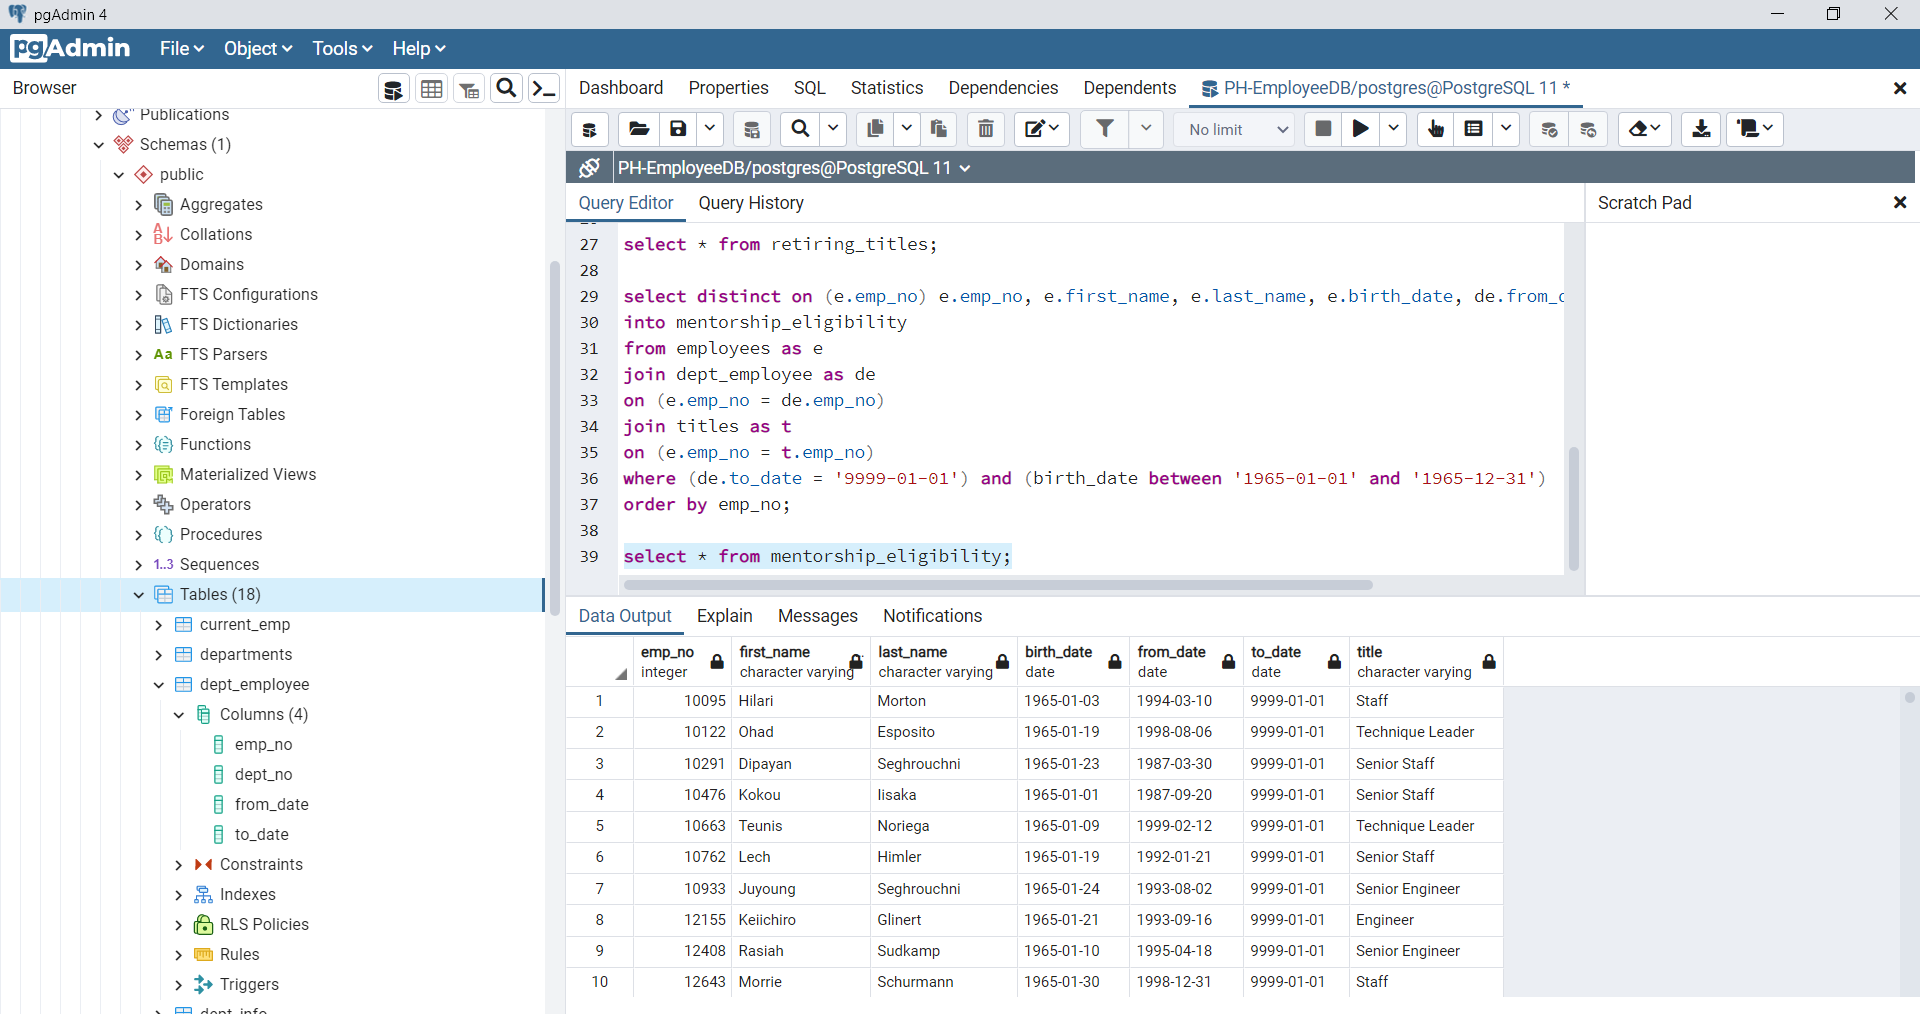 pgAdmin 4
pgAdmin File Object Tools Help
Browser
Dashboard Properties SQL Statistics Dependencies Dependents PH-EmployeeDB/postgres@PostgreSQL 11 *
No limit
PH-EmployeeDB/postgres@PostgreSQL 11
Query Editor Query History
Scratch Pad
Publications
Schemas (1)
public
Aggregates
Collations
Domains
FTS Configurations
FTS Dictionaries
Aa FTS Parsers
FTS Templates
Foreign Tables
Functions
Materialized Views
Operators
Procedures
1..3 Sequences
Tables (18)
current_emp
departments
dept_employee
Columns (4)
emp_no
dept_no
from_date
to_date
Constraints
Indexes
RLS Policies
Rules
Triggers
dept_info
27 select * from retiring_titles;
28
29 select distinct on (e.emp_no) e.emp_no, e.first_name, e.last_name, e.birth_date, de.from_
30 into mentorship_eligibility
31 from employees as e
32 join dept_employee as de
33 on (e.emp_no = de.emp_no)
34 join titles as t
35 on (e.emp_no = t.emp_no)
36 where (de.to_date = '9999-01-01') and (birth_date between '1965-01-01' and '1965-12-31')
37 order by emp_no;
38
39 select * from mentorship_eligibility;
Data Output Explain Messages Notifications
emp_no first_name last_name birth_date from_date to_date title
integer character varying character varying date date date character varying
1 10095 Hilari Morton 1965-01-03 1994-03-10 9999-01-01 Staff
2 10122 Ohad Esposito 1965-01-19 1998-08-06 9999-01-01 Technique Leader
3 10291 Dipayan Seghrouchni 1965-01-23 1987-03-30 9999-01-01 Senior Staff
4 10476 Kokou Iisaka 1965-01-01 1987-09-20 9999-01-01 Senior Staff
5 10663 Teunis Noriega 1965-01-09 1999-02-12 9999-01-01 Technique Leader
6 10762 Lech Himler 1965-01-19 1992-01-21 9999-01-01 Senior Staff
7 10933 Juyoung Seghrouchni 1965-01-24 1993-08-02 9999-01-01 Senior Engineer
8 12155 Keiichiro Glinert 1965-01-21 1993-09-16 9999-01-01 Engineer
9 12408 Rasiah Sudkamp 1965-01-10 1995-04-18 9999-01-01 Senior Engineer
10 12643 Morrie Schurmann 1965-01-30 1998-12-31 9999-01-01 Staff